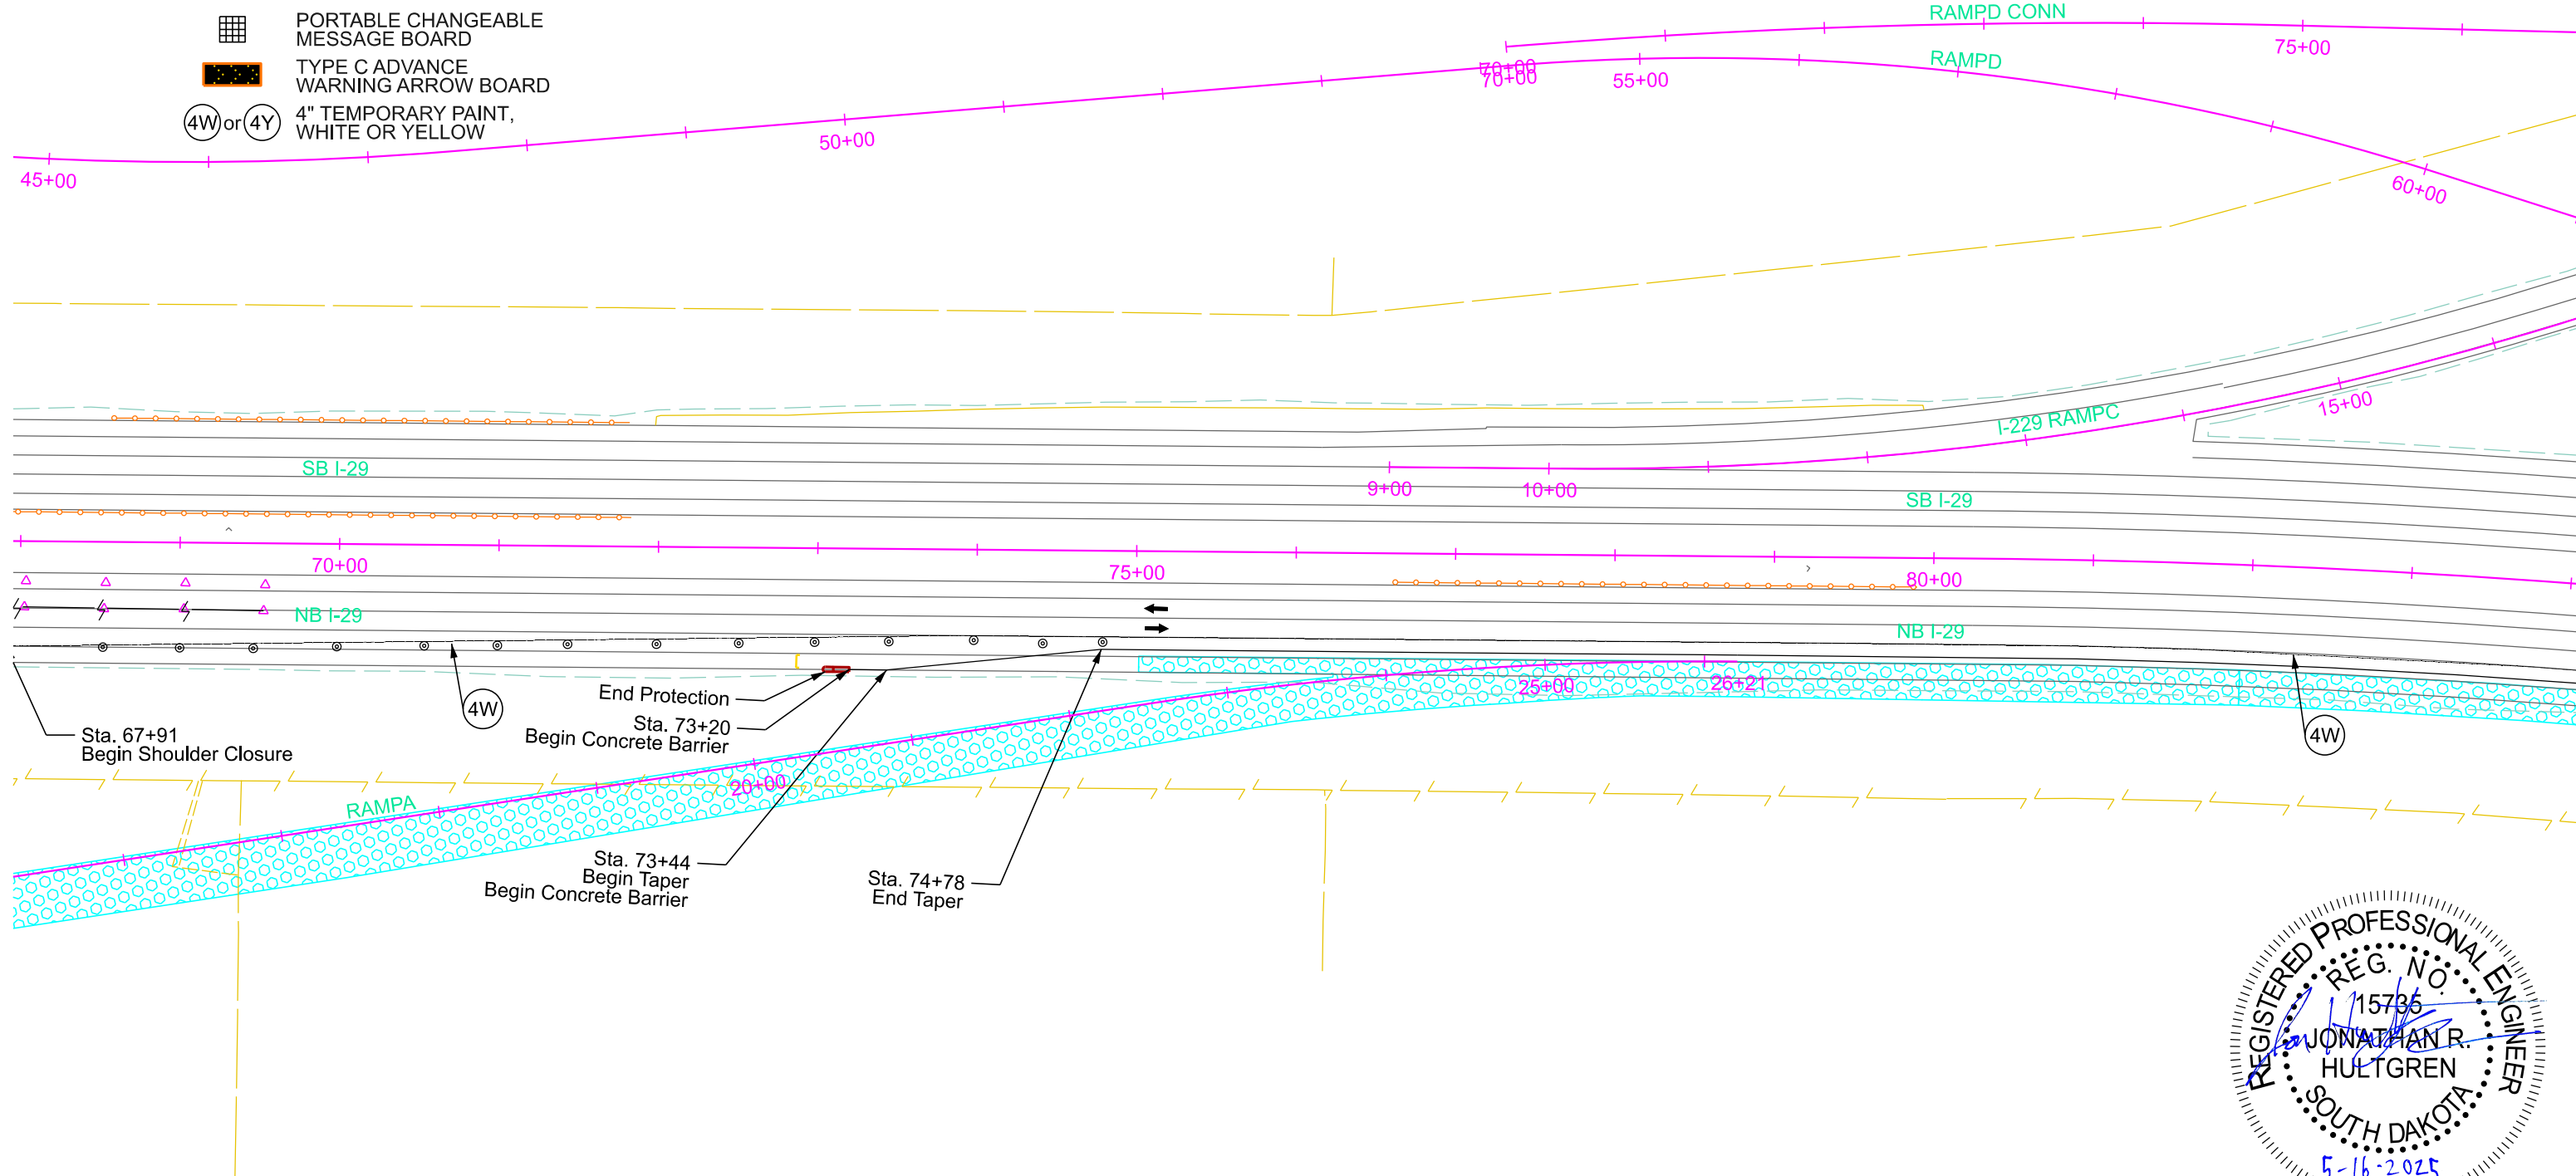 PORTABLE CHANGEABLE
MESSAGE BOARD
TYPE C ADVANCE
WARNING ARROW BOARD
4W or 4Y
4" TEMPORARY PAINT,
WHITE OR YELLOW
RAMPD CONN
75+00
RAMPD
70+00
70+00
55+00
50+00
45+00
60+00
15+00
I-229 RAMPC
SB I-29
9+00
10+00
SB I-29
70+00
75+00
80+00
NB I-29
NB I-29
25+00
26+21
4W
End Protection
Sta. 73+20
Begin Concrete Barrier
Sta. 67+91
Begin Shoulder Closure
4W
20+00
RAMPA
Sta. 73+44
Begin Taper
Begin Concrete Barrier
Sta. 74+78
End Taper
REGISTERED PROFESSIONAL ENGINEER
REG. NO.
15735
JONATHAN R.
HULTGREN
SOUTH DAKOTA
5-16-2025